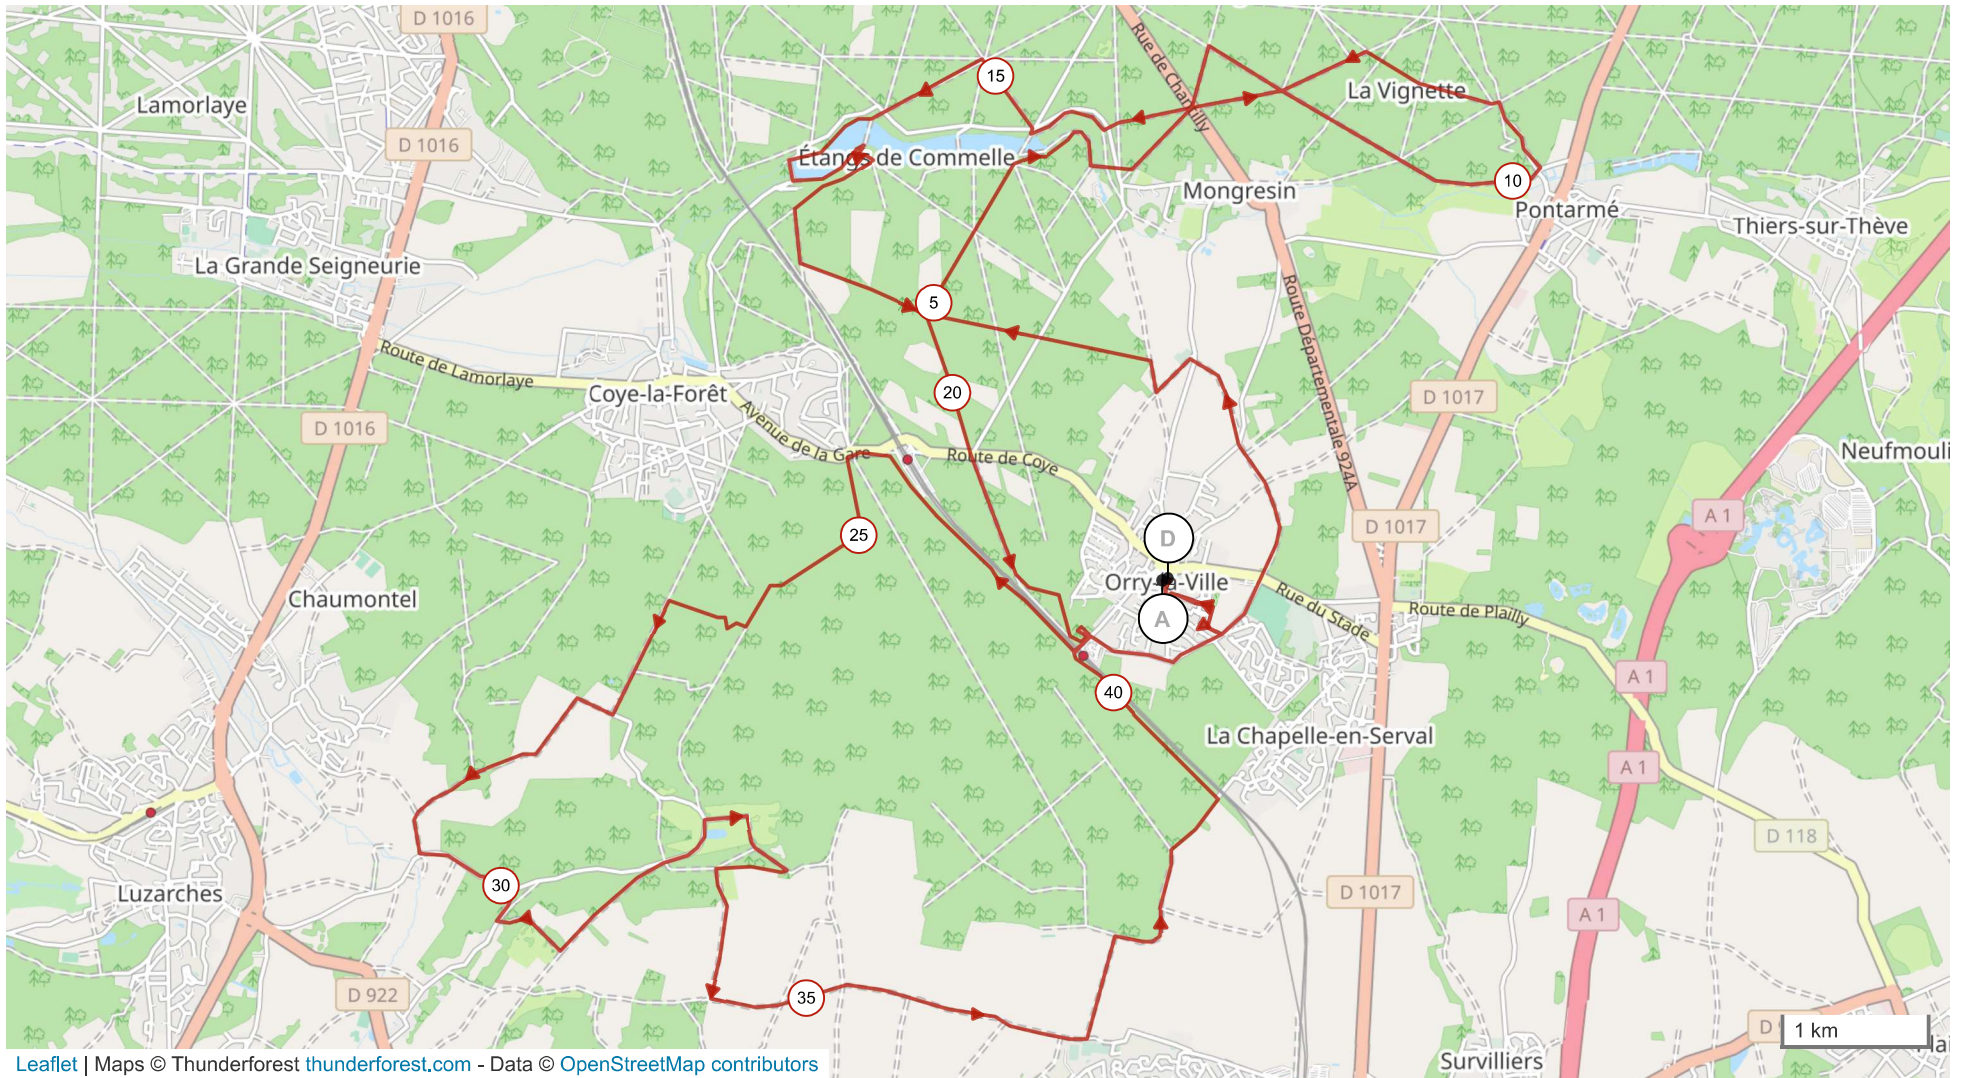 D 1016
Rue de Chantilly
15
Lamorlaye
La Vignette
D 1016
Étangs de Commelle
Mongresin
10
Pontarmé
Thiers-sur-Thève
La Grande Seigneurie
5
Route Départementale 924A
Route de Lamorlaye
Coye-la-Forêt
20
D 1017
D 1016
Avenue de la Gare
Route de Coye
Neufmouli
A 1
D 1017
25
D
Orry-la-Ville
A
Chaumontel
Rue du Stade
Route de Plailly
A 1
40
La Chapelle-en-Serval
A 1
D 118
30
Luzarches
D 1017
A 1
D 922
35
1 km
Survilliers
Leaflet | Maps © Thunderforest thunderforest.com - Data © OpenStreetMap contributors